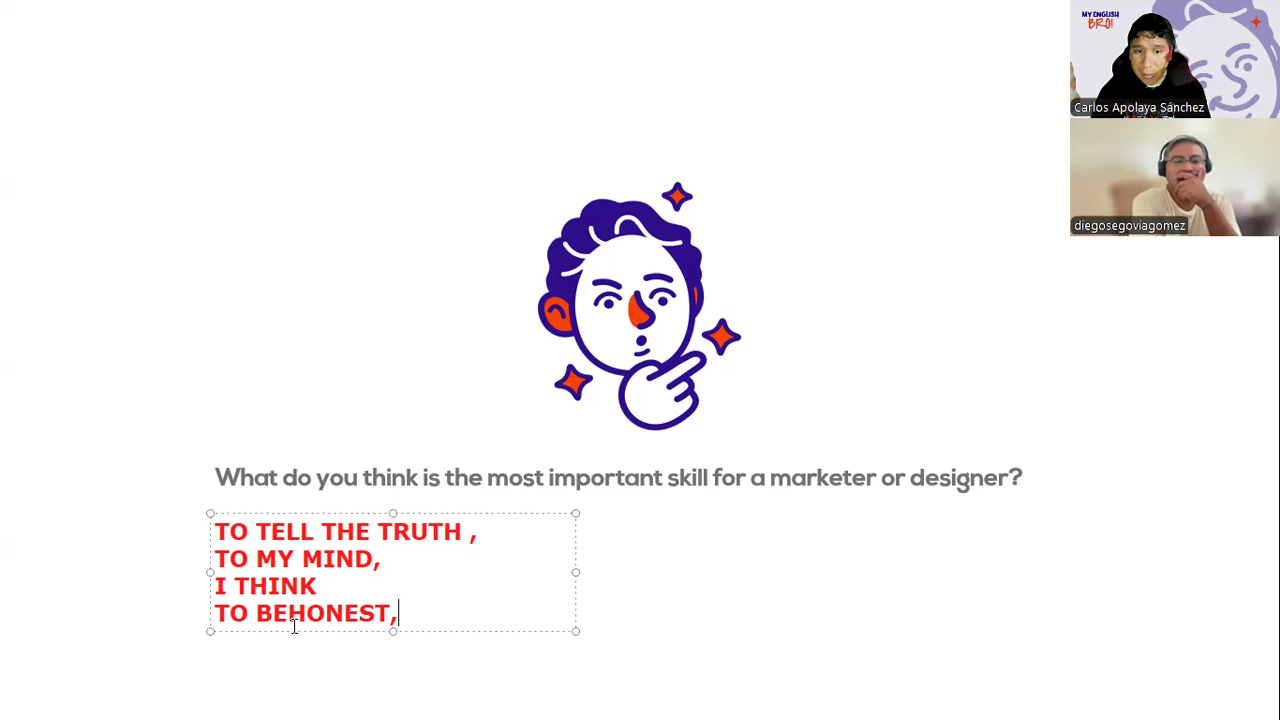 MY ENGLISH
BRO!
Carlos Apolaya Sánchez
diegosegoviagomez
What do you think is the most important skill for a marketer or designer?
TO TELL THE TRUTH ,
TO MY MIND,
I THINK
TO BEHONEST,